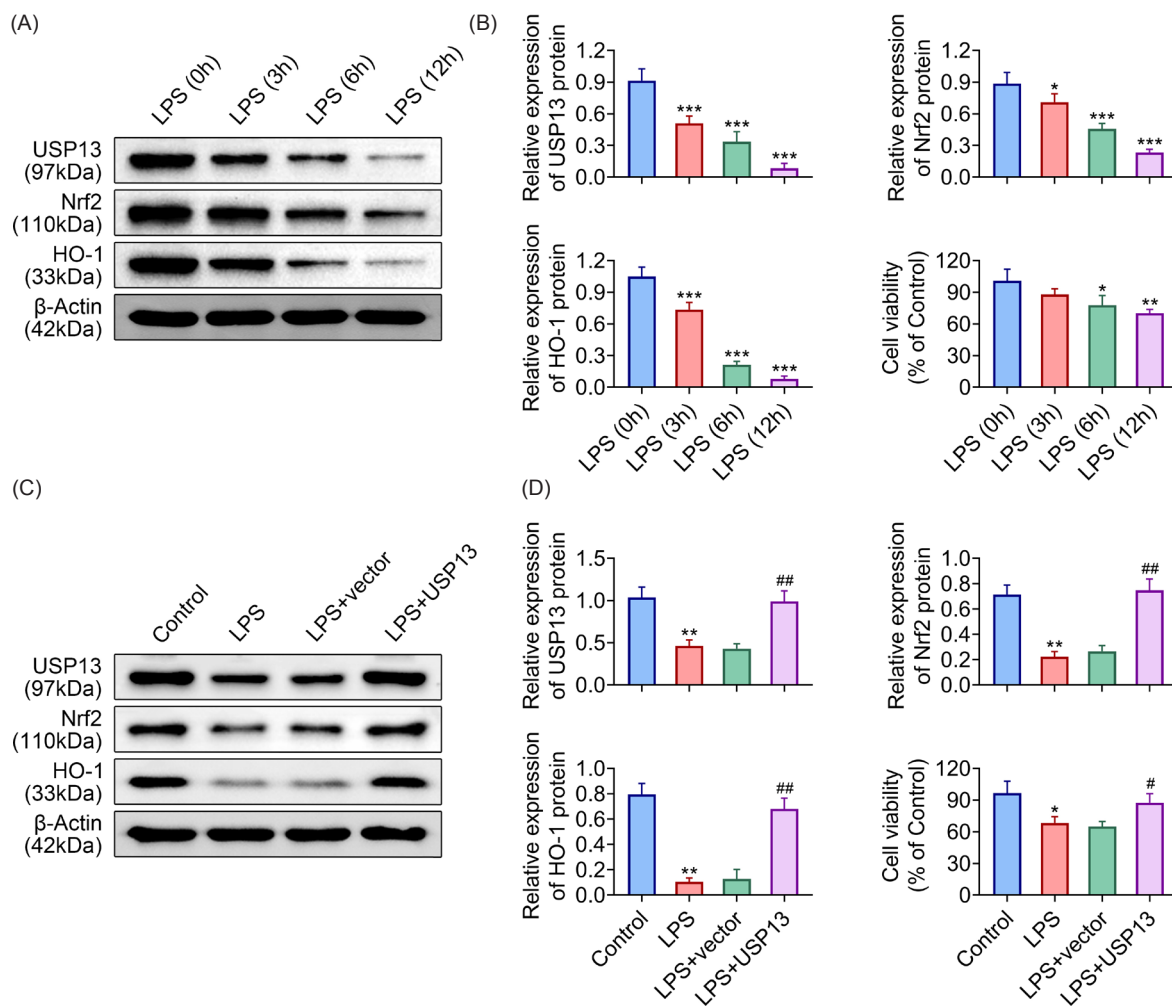 (A)
LPS (0h)
LPS (3h)
LPS (6h)
LPS (12h)
USP13
(97kDa)
Nrf2
(110kDa)
HO-1
(33kDa)
β-Actin
(42kDa)
(B)
Relative expression
of USP13 protein
1.2
0.9
0.6
0.3
0.0
***
***
***
Relative expression
of Nrf2 protein
1.2
0.9
0.6
0.3
0.0
*
***
***
Relative expression
of HO-1 protein
1.2
0.9
0.6
0.3
0.0
***
***
***
LPS (0h)
LPS (3h)
LPS (6h)
LPS (12h)
Cell viability
(% of Control)
120
90
60
30
0
*
**
LPS (0h)
LPS (3h)
LPS (6h)
LPS (12h)
(C)
Control
LPS
LPS+vector
LPS+USP13
USP13
(97kDa)
Nrf2
(110kDa)
HO-1
(33kDa)
β-Actin
(42kDa)
(D)
Relative expression
of USP13 protein
1.5
1.0
0.5
0.0
**
##
Relative expression
of Nrf2 protein
1.0
0.8
0.6
0.4
0.2
0.0
**
##
Relative expression
of HO-1 protein
1.0
0.8
0.6
0.4
0.2
0.0
**
##
Control
LPS
LPS+vector
LPS+USP13
Cell viability
(% of Control)
120
90
60
30
0
*
#
Control
LPS
LPS+vector
LPS+USP13